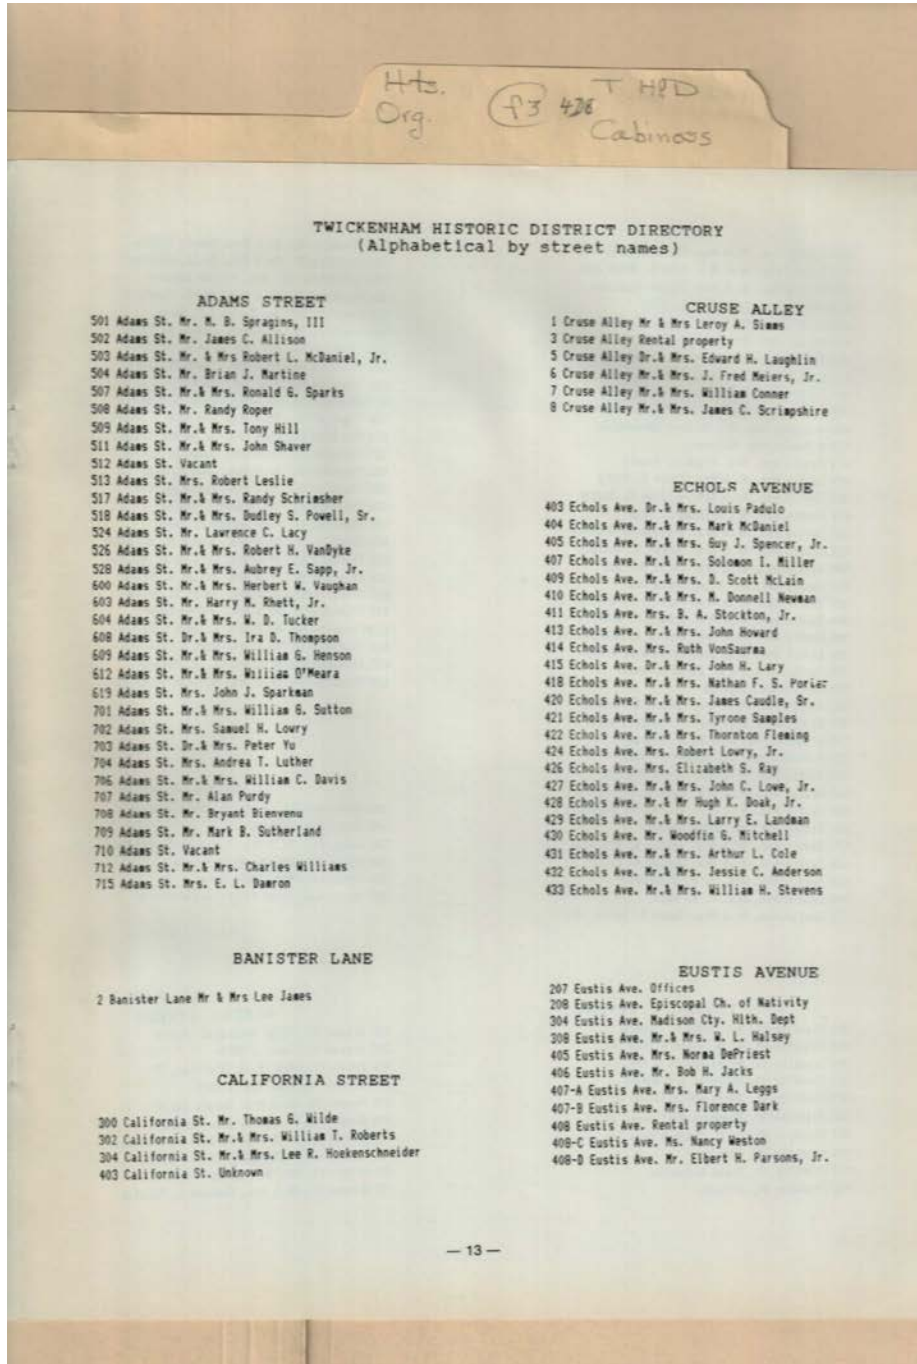 Hts. T HPD
Org. f3 426
Cabiness
TWICKENHAM HISTORIC DISTRICT DIRECTORY
(Alphabetical by street names)
ADAMS STREET
501 Adams St. Mr. M. B. Spragins, III
502 Adams St. Mr. James C. Allison
503 Adams St. Mr. & Mrs Robert L. McDaniel, Jr.
504 Adams St. Mr. Brian J. Martine
507 Adams St. Mr.& Mrs. Ronald G. Sparks
508 Adams St. Mr. Randy Roper
509 Adams St. Mr.& Mrs. Tony Hill
511 Adams St. Mr.& Mrs. John Shaver
512 Adams St. Vacant
513 Adams St. Mrs. Robert Leslie
517 Adams St. Mr.& Mrs. Randy Schrimsher
518 Adams St. Mr.& Mrs. Dudley S. Powell, Sr.
524 Adams St. Mr. Lawrence C. Lacy
526 Adams St. Mr.& Mrs. Robert H. VanDyke
528 Adams St. Mr.& Mrs. Aubrey E. Sapp, Jr.
600 Adams St. Mr.& Mrs. Herbert W. Vaughan
603 Adams St. Mr. Harry M. Rhett, Jr.
604 Adams St. Mr.& Mrs. W. D. Tucker
608 Adams St. Dr.& Mrs. Ira D. Thompson
609 Adams St. Mr.& Mrs. William G. Henson
612 Adams St. Mr.& Mrs. William O'Meara
619 Adams St. Mrs. John J. Sparkman
701 Adams St. Mr.& Mrs. William G. Sutton
702 Adams St. Mrs. Samuel H. Lowry
703 Adams St. Dr.& Mrs. Peter Yu
704 Adams St. Mrs. Andrea T. Luther
706 Adams St. Mr.& Mrs. William C. Davis
707 Adams St. Mr. Alan Purdy
708 Adams St. Mr. Bryant Bienvenu
709 Adams St. Mr. Mark B. Sutherland
710 Adams St. Vacant
712 Adams St. Mr.& Mrs. Charles Williams
715 Adams St. Mrs. E. L. Damron
BANISTER LANE
2 Banister Lane Mr & Mrs Lee James
CALIFORNIA STREET
300 California St. Mr. Thomas G. Wilde
302 California St. Mr.& Mrs. William T. Roberts
304 California St. Mr.& Mrs. Lee R. Hoekenschneider
403 California St. Unknown
CRUSE ALLEY
1 Cruse Alley Mr & Mrs Leroy A. Simms
3 Cruse Alley Rental property
5 Cruse Alley Dr.& Mrs. Edward H. Laughlin
6 Cruse Alley Mr.& Mrs. J. Fred Meiers, Jr.
7 Cruse Alley Mr.& Mrs. William Conner
8 Cruse Alley Mr.& Mrs. James C. Scrimpshire
ECHOLS AVENUE
403 Echols Ave. Dr.& Mrs. Louis Padulo
404 Echols Ave. Mr.& Mrs. Mark McDaniel
405 Echols Ave. Mr.& Mrs. Guy J. Spencer, Jr.
407 Echols Ave. Mr.& Mrs. Solomon I. Miller
409 Echols Ave. Mr.& Mrs. D. Scott McLain
410 Echols Ave. Mr.& Mrs. M. Donnell Newman
411 Echols Ave. Mrs. B. A. Stockton, Jr.
413 Echols Ave. Mr.& Mrs. John Howard
414 Echols Ave. Mrs. Ruth VonSaurma
415 Echols Ave. Dr.& Mrs. John H. Lary
418 Echols Ave. Mr.& Mrs. Nathan F. S. Porter
420 Echols Ave. Mr.& Mrs. James Caudle, Sr.
421 Echols Ave. Mr.& Mrs. Tyrone Samples
422 Echols Ave. Mr.& Mrs. Thornton Fleming
424 Echols Ave. Mrs. Robert Lowry, Jr.
426 Echols Ave. Mrs. Elizabeth S. Ray
427 Echols Ave. Mr.& Mrs. John C. Lowe, Jr.
428 Echols Ave. Mr.& Mr Hugh K. Doak, Jr.
429 Echols Ave. Mr.& Mrs. Larry E. Landman
430 Echols Ave. Mr. Woodfin G. Mitchell
431 Echols Ave. Mr.& Mrs. Arthur L. Cole
432 Echols Ave. Mr.& Mrs. Jessie C. Anderson
433 Echols Ave. Mr.& Mrs. William H. Stevens
EUSTIS AVENUE
207 Eustis Ave. Offices
208 Eustis Ave. Episcopal Ch. of Nativity
304 Eustis Ave. Madison Cty. Hlth. Dept
308 Eustis Ave. Mr.& Mrs. W. L. Halsey
405 Eustis Ave. Mrs. Norma DePriest
406 Eustis Ave. Mr. Bob H. Jacks
407-A Eustis Ave. Mrs. Mary A. Leggs
407-B Eustis Ave. Mrs. Florence Dark
408 Eustis Ave. Rental property
408-C Eustis Ave. Ms. Nancy Weston
408-D Eustis Ave. Mr. Elbert H. Parsons, Jr.
— 13 —